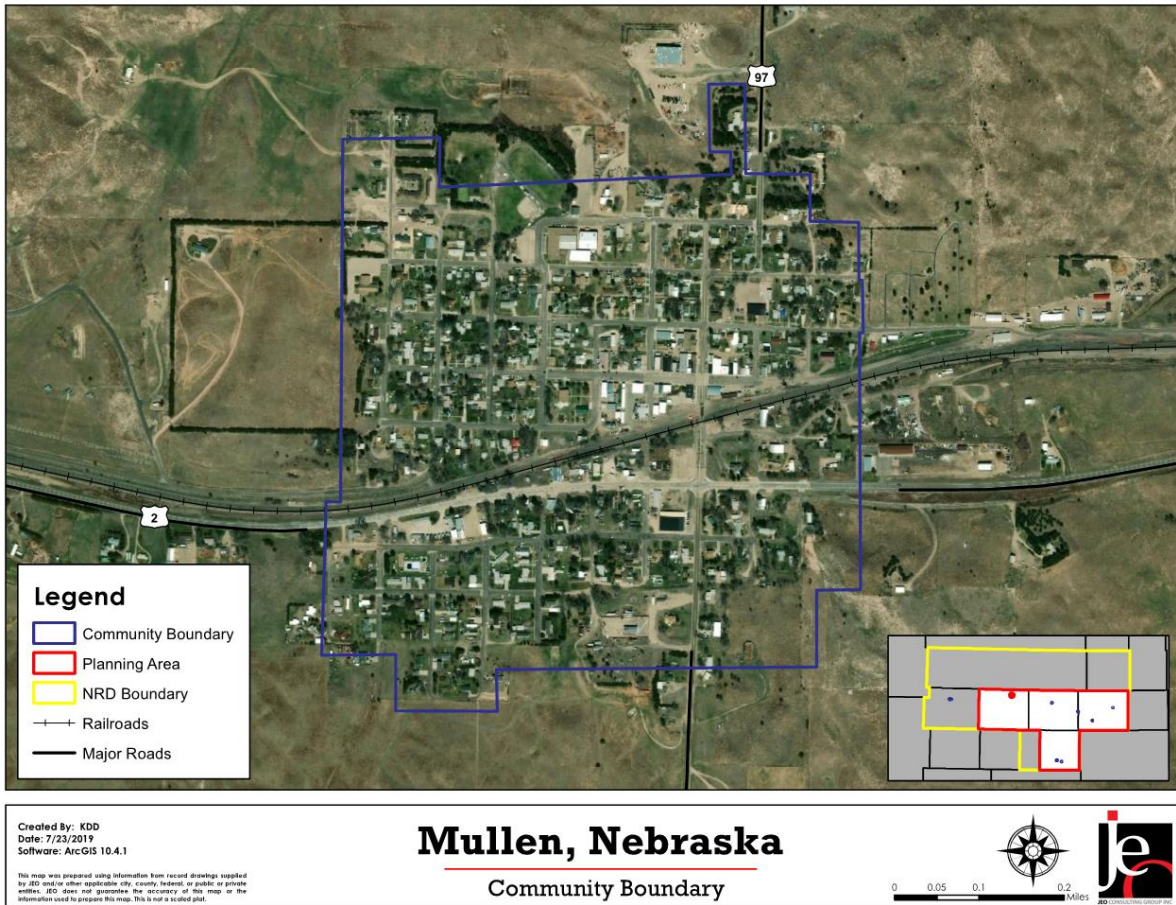 97
2
Legend
Community Boundary
Planning Area
NRD Boundary
Railroads
Major Roads
Created By: KDD
Date: 7/23/2019
Software: ArcGIS 10.4.1
This map was prepared using information from record drawings supplied
by JEO and/or other applicable city, county, federal, or public or private
entities. JEO does not guarantee the accuracy of this map or the
information used to prepare this map. This is not a scaled plat.
Mullen, Nebraska
Community Boundary
0 0.05 0.1 0.2
Miles
jeo
JEO CONSULTING GROUP INC